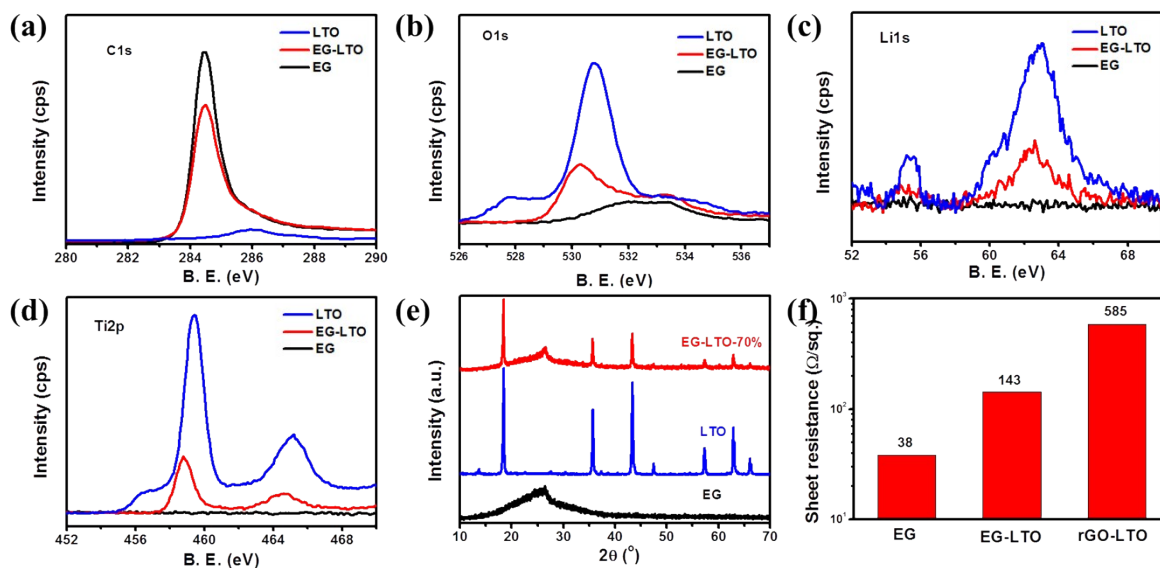 (a)
C1s
LTO
EG-LTO
EG
Intensity (cps)
280 282 284 286 288 290
B. E. (eV)
(b)
O1s
LTO
EG-LTO
EG
Intensity (cps)
526 528 530 532 534 536
B. E. (eV)
(c)
Li1s
LTO
EG-LTO
EG
Intensity (cps)
52 56 60 64 68
B. E. (eV)
(d)
Ti2p
LTO
EG-LTO
EG
Intensity (cps)
452 456 460 464 468
B. E. (eV)
(e)
EG-LTO-70%
LTO
EG
Intensity (a.u.)
10 20 30 40 50 60 70
2θ (°)
(f)
Sheet resistance (Ω/sq.)
10³
10²
10¹
38
143
585
EG EG-LTO rGO-LTO